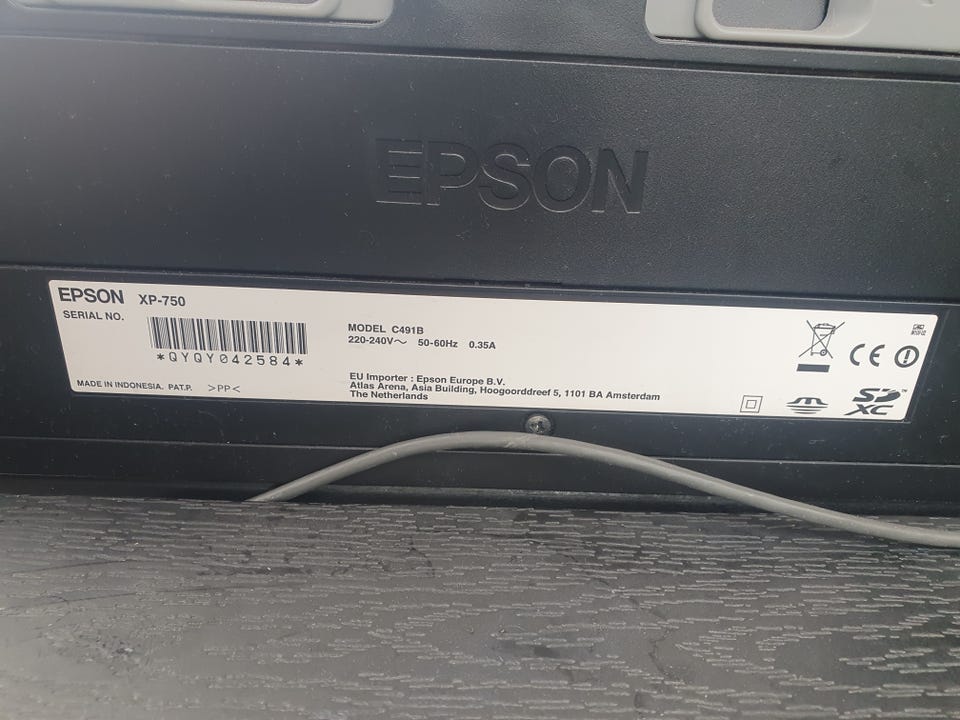 EPSON
EPSON XP-750
SERIAL NO.
*QYQY042584*
MODEL C491B
220-240V～ 50-60Hz 0.35A
EU Importer : Epson Europe B.V.
Atlas Arena, Asia Building, Hoogoorddreef 5, 1101 BA Amsterdam
The Netherlands
MADE IN INDONESIA. PAT.P. >PP<
CE
SD
XC™